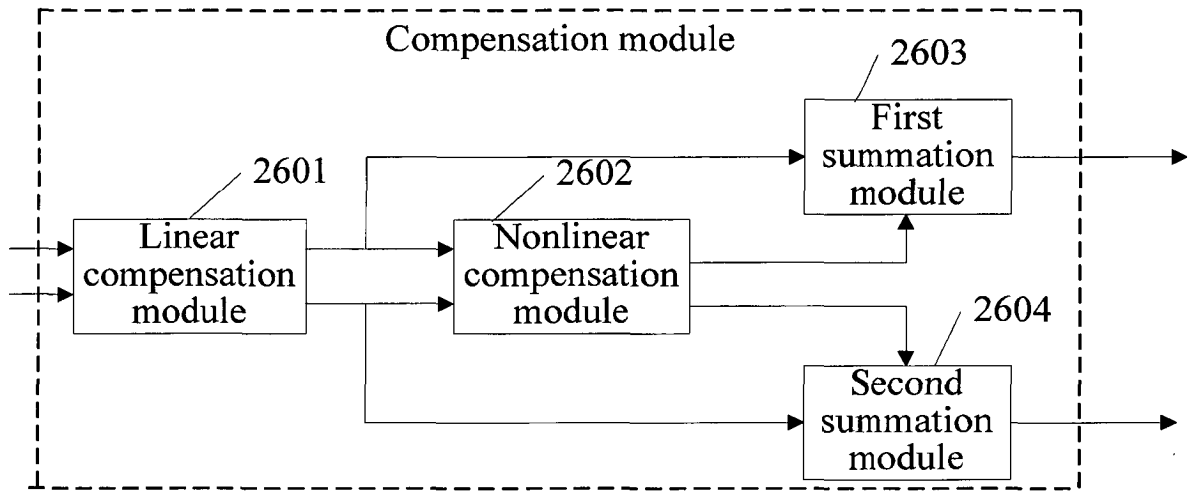 Compensation module
2603
First
summation
module
2601
2602
Linear
compensation
module
Nonlinear
compensation
module
2604
Second
summation
module